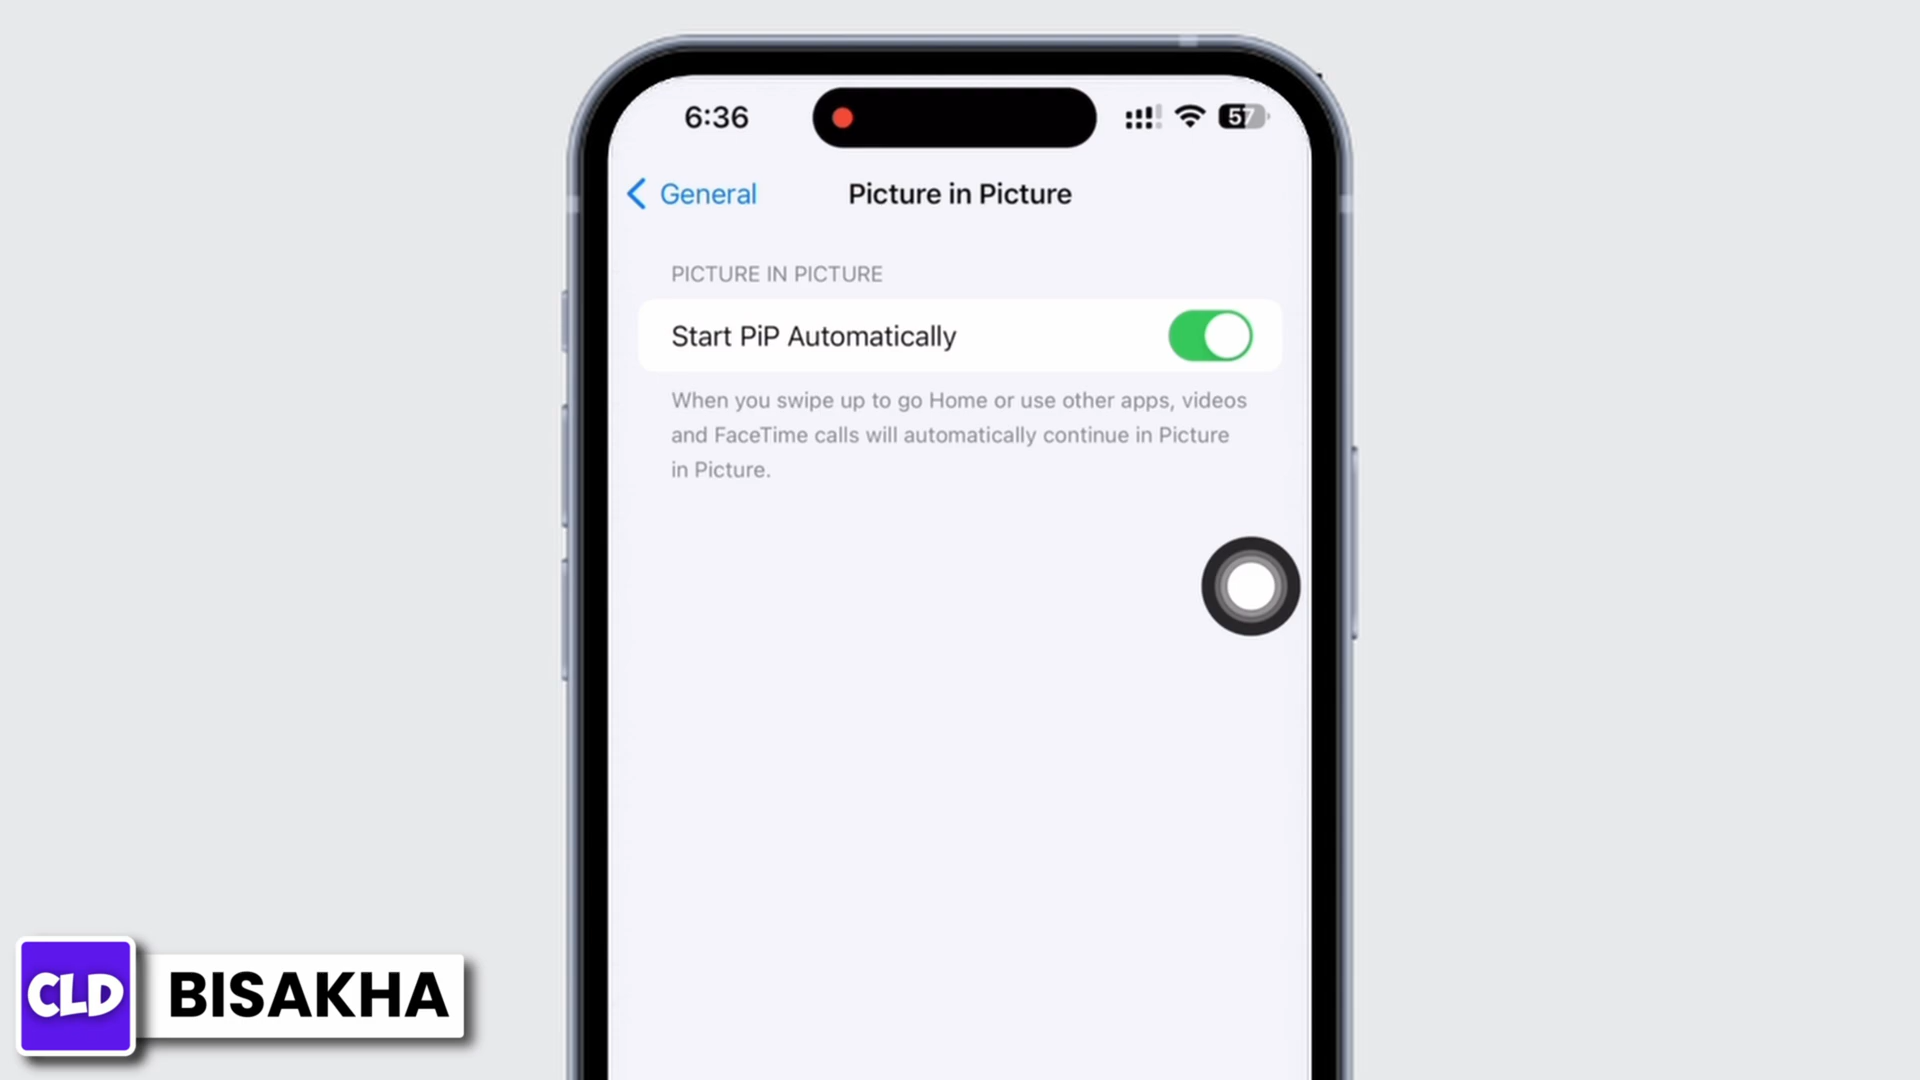 6:36
57
General
Picture in Picture
PICTURE IN PICTURE
Start PiP Automatically
When you swipe up to go Home or use other apps, videos
and FaceTime calls will automatically continue in Picture
in Picture.
CLD
BISAKHA